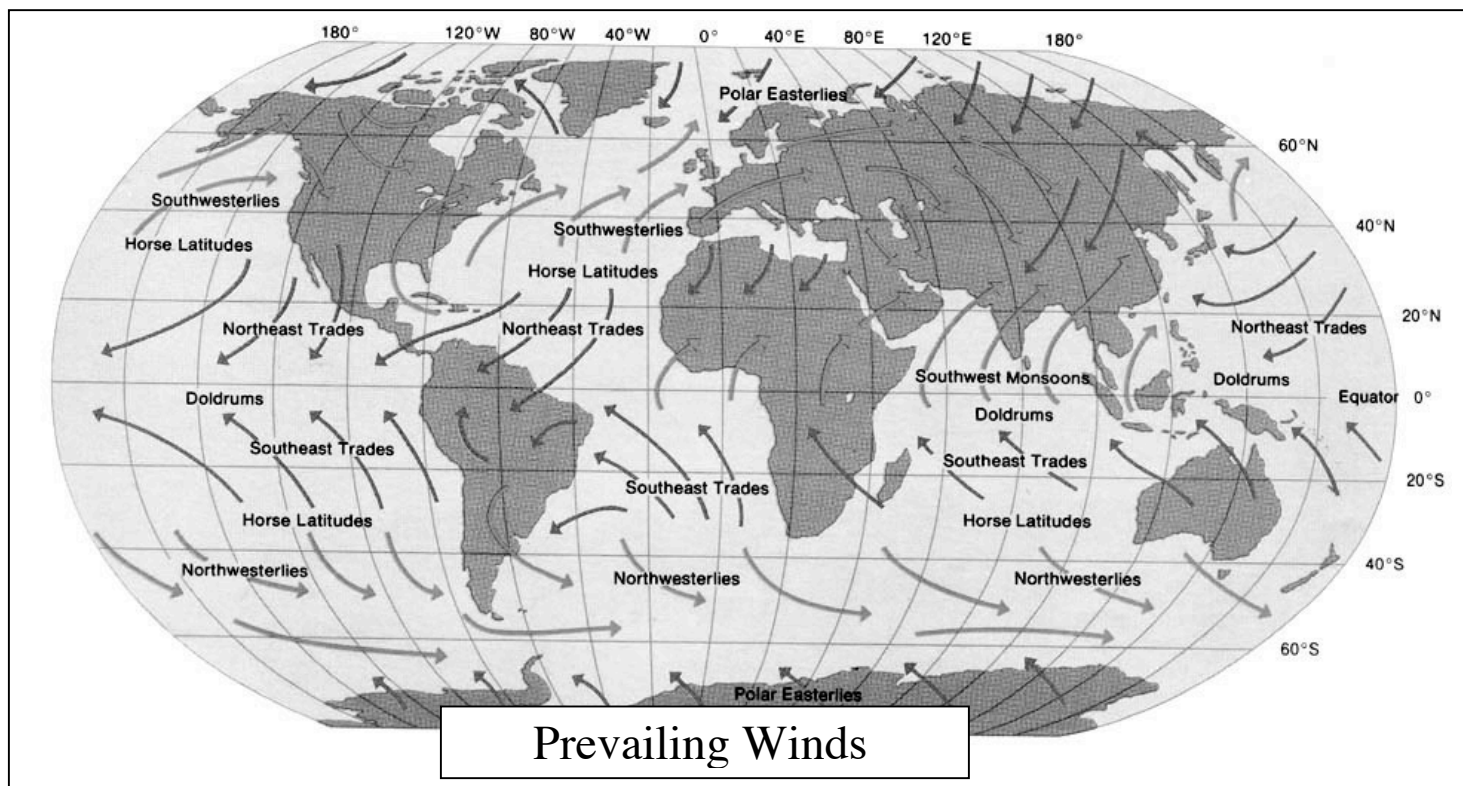 180° 120°W 80°W 40°W 0° 40°E 80°E 120°E 180°
Polar Easterlies
60°N
Southwesterlies
Southwesterlies
40°N
Horse Latitudes
Horse Latitudes
20°N
Northeast Trades
Northeast Trades
Northeast Trades
Southwest Monsoons
Doldrums
Doldrums
Doldrums
Equator 0°
Southeast Trades
Southeast Trades
Southeast Trades
20°S
Horse Latitudes
Horse Latitudes
40°S
Northwesterlies
Northwesterlies
Northwesterlies
60°S
Polar Easterlies
Prevailing Winds